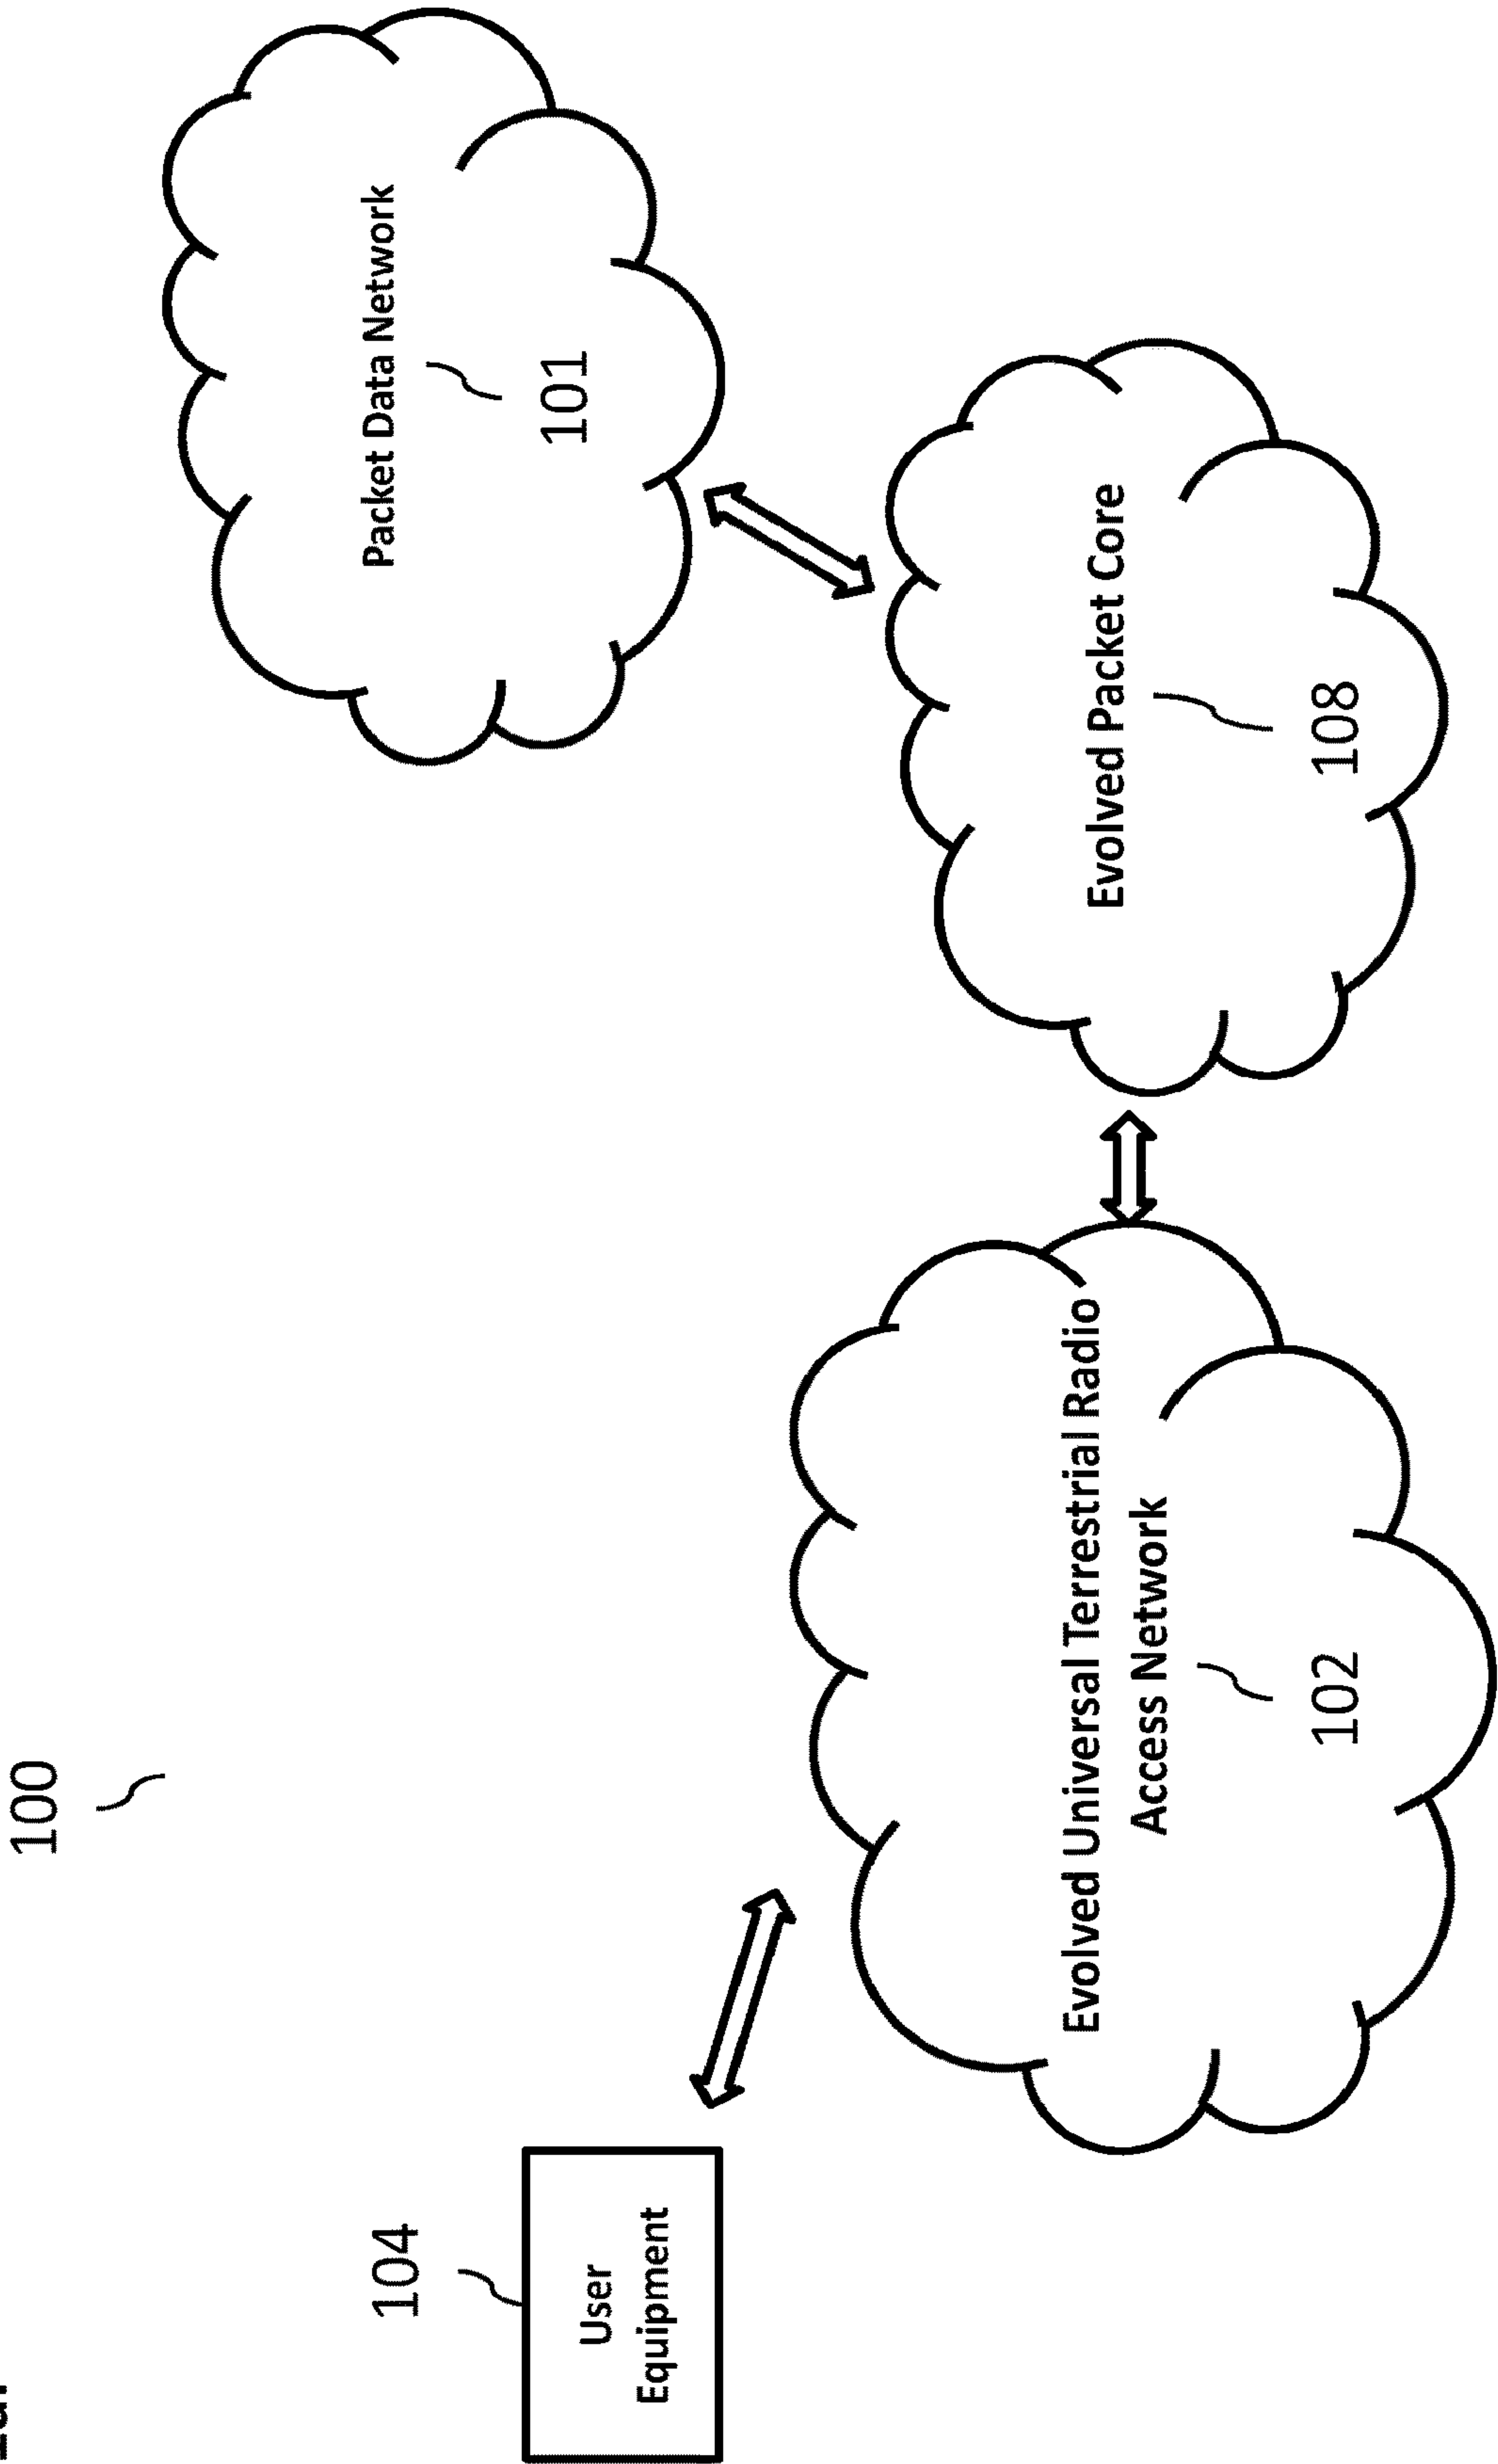 100
Packet Data Network
101
104
User
Equipment
Evolved Packet Core
108
Evolved Universal Terrestrial Radio
Access Network
102